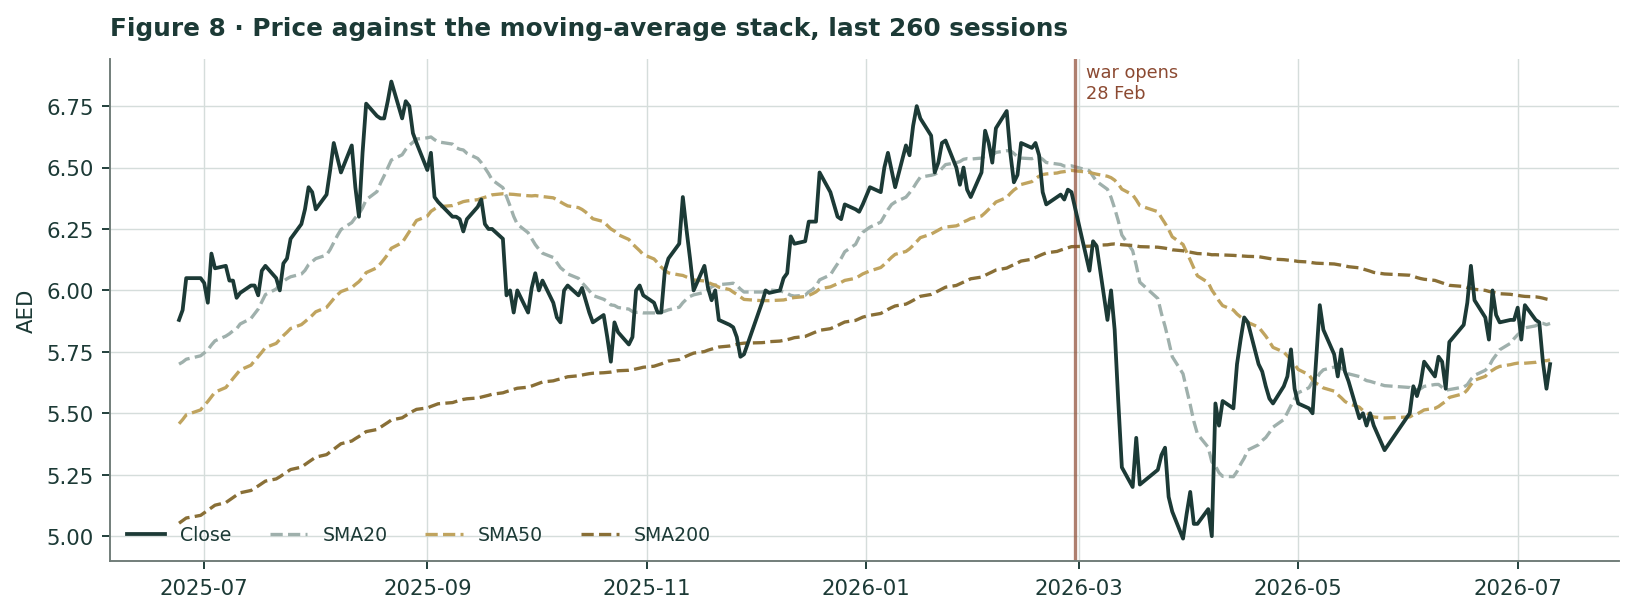 Figure 8 · Price against the moving-average stack, last 260 sessions
war opens
28 Feb
6.75
6.50
6.25
6.00
5.75
5.50
5.25
5.00
AED
Close
SMA20
SMA50
SMA200
2025-07
2025-09
2025-11
2026-01
2026-03
2026-05
2026-07